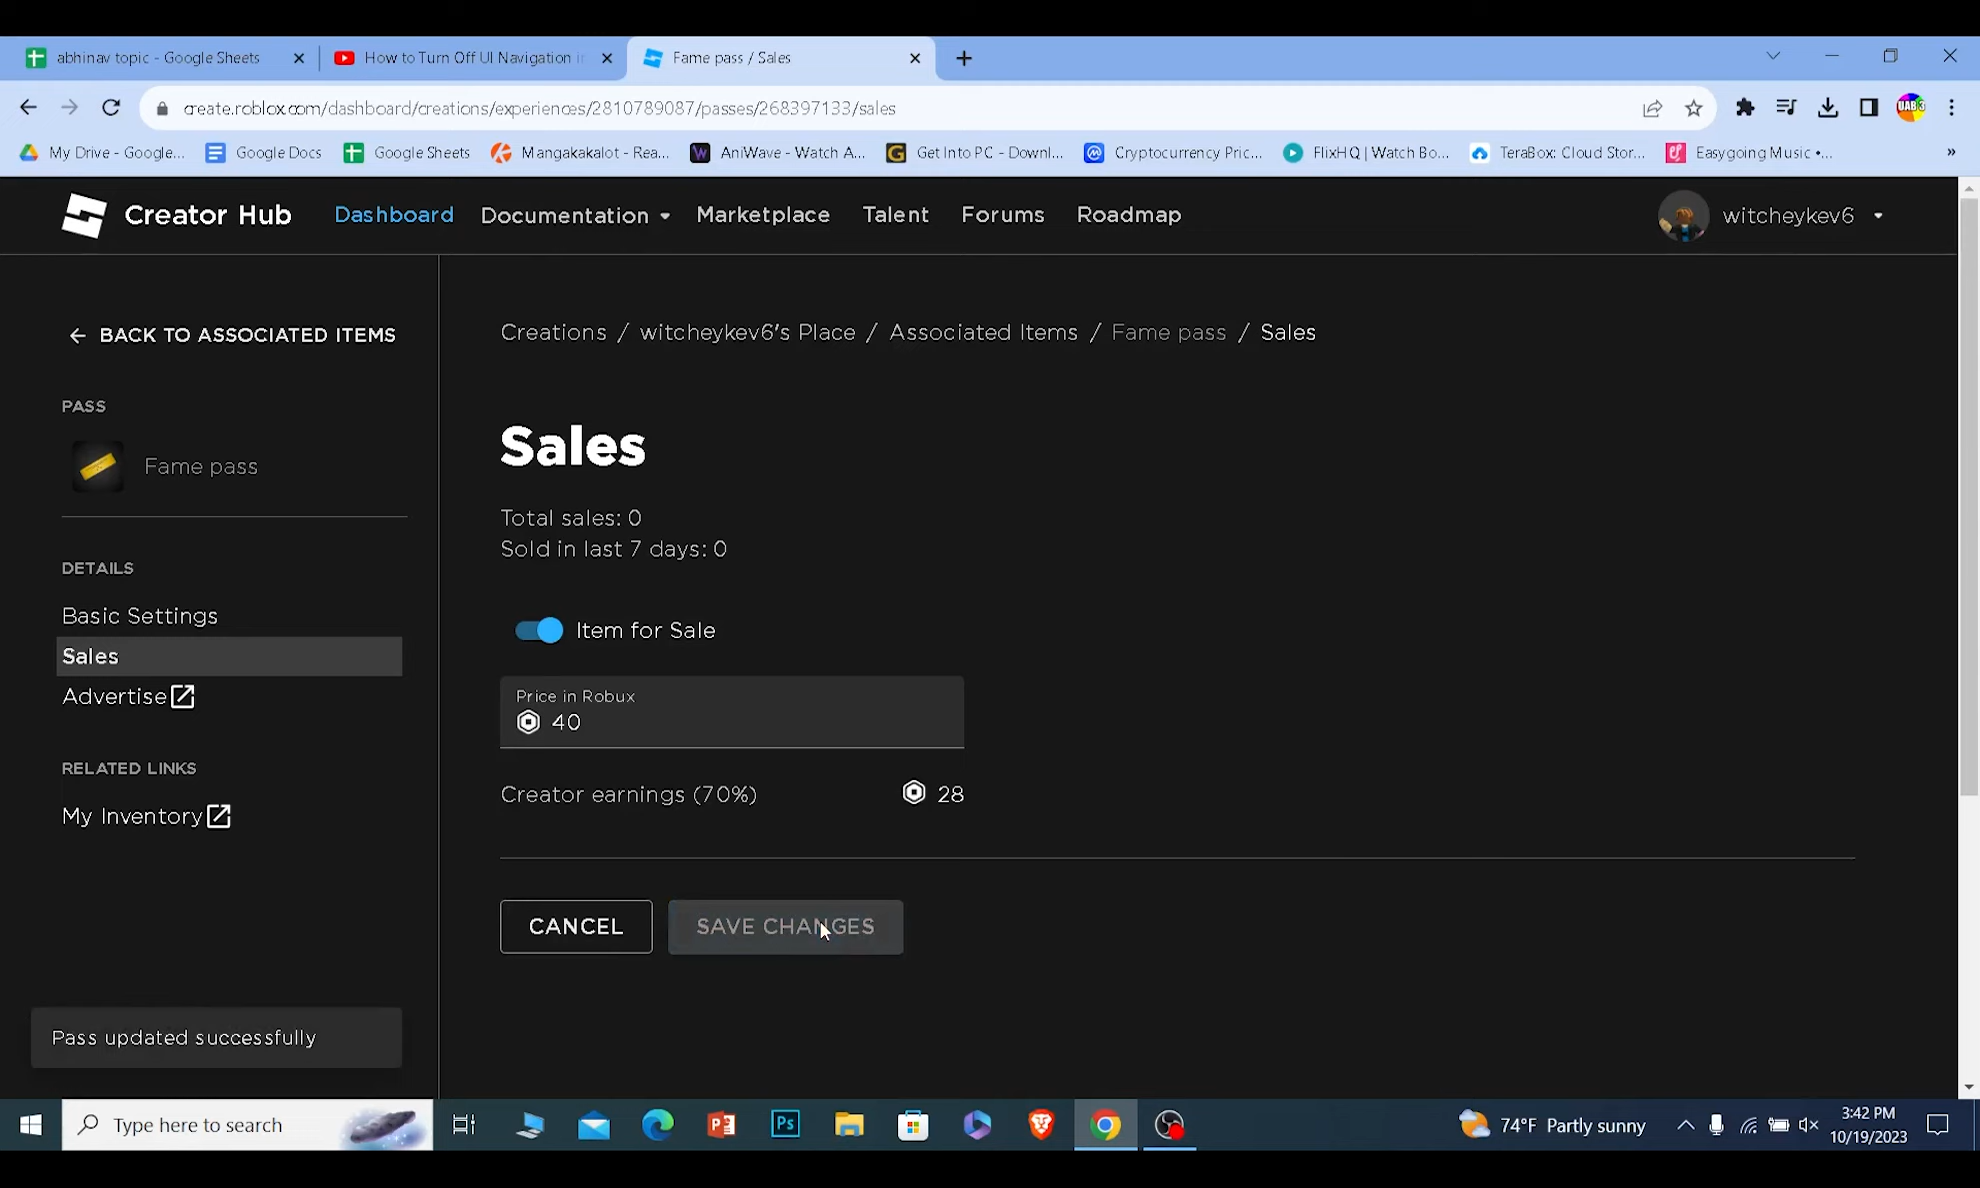 abhinav topic - Google Sheets
How to Turn Off UI Navigation i
Fame pass / Sales
create.roblox.com/dashboard/creations/experiences/2810789087/passes/268397133/sales
UAB 3
My Drive - Google...
Google Docs
Google Sheets
Mangakakalot - Rea...
AniWave - Watch A...
Get Into PC - Downl...
Cryptocurrency Pric...
FlixHQ | Watch Bo...
TeraBox: Cloud Stor...
Easygoing Music •...
»
Creator Hub
Dashboard
Documentation
Marketplace
Talent
Forums
Roadmap
witcheykev6
BACK TO ASSOCIATED ITEMS
PASS
Fame pass
DETAILS
Basic Settings
Sales
Advertise
RELATED LINKS
My Inventory
Creations / witcheykev6's Place / Associated Items / Fame pass / Sales
Sales
Total sales: 0
Sold in last 7 days: 0
Item for Sale
Price in Robux
40
Creator earnings (70%) 28
CANCEL
SAVE CHANGES
Pass updated successfully
Type here to search
Ps
74°F Partly sunny
3:42 PM
10/19/2023